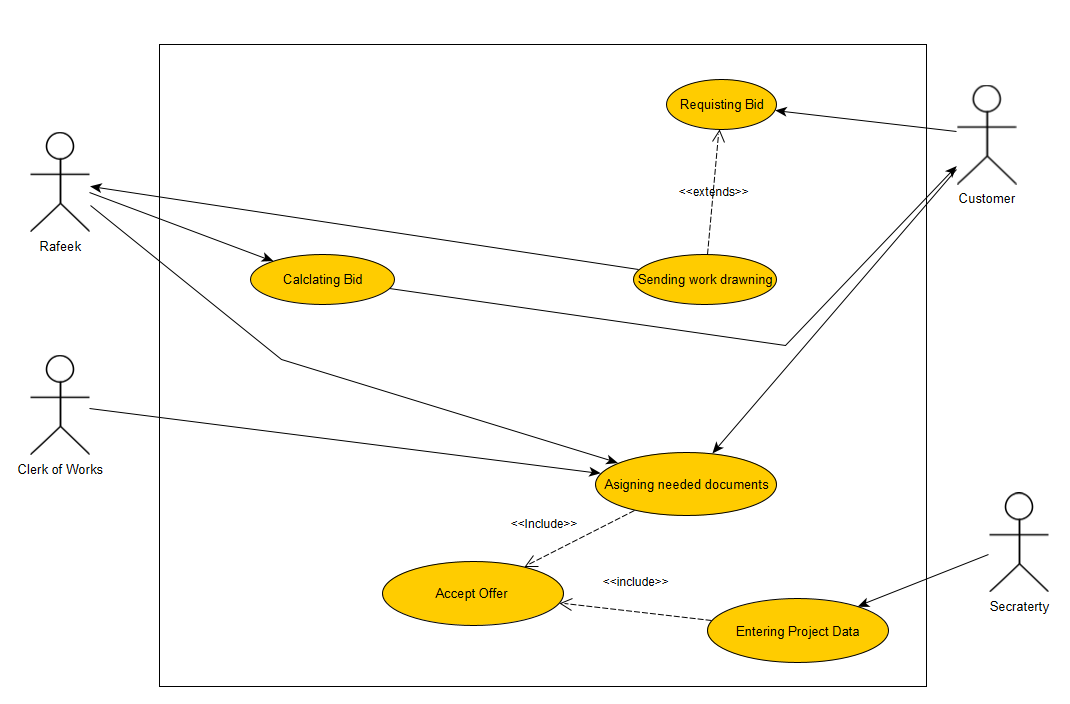 Requisting Bid
<<extends>>
Customer
Rafeek
Calclating Bid
Sending work drawning
Clerk of Works
Asigning needed documents
<<Include>>
<<include>>
Accept Offer
Secraterty
Entering Project Data